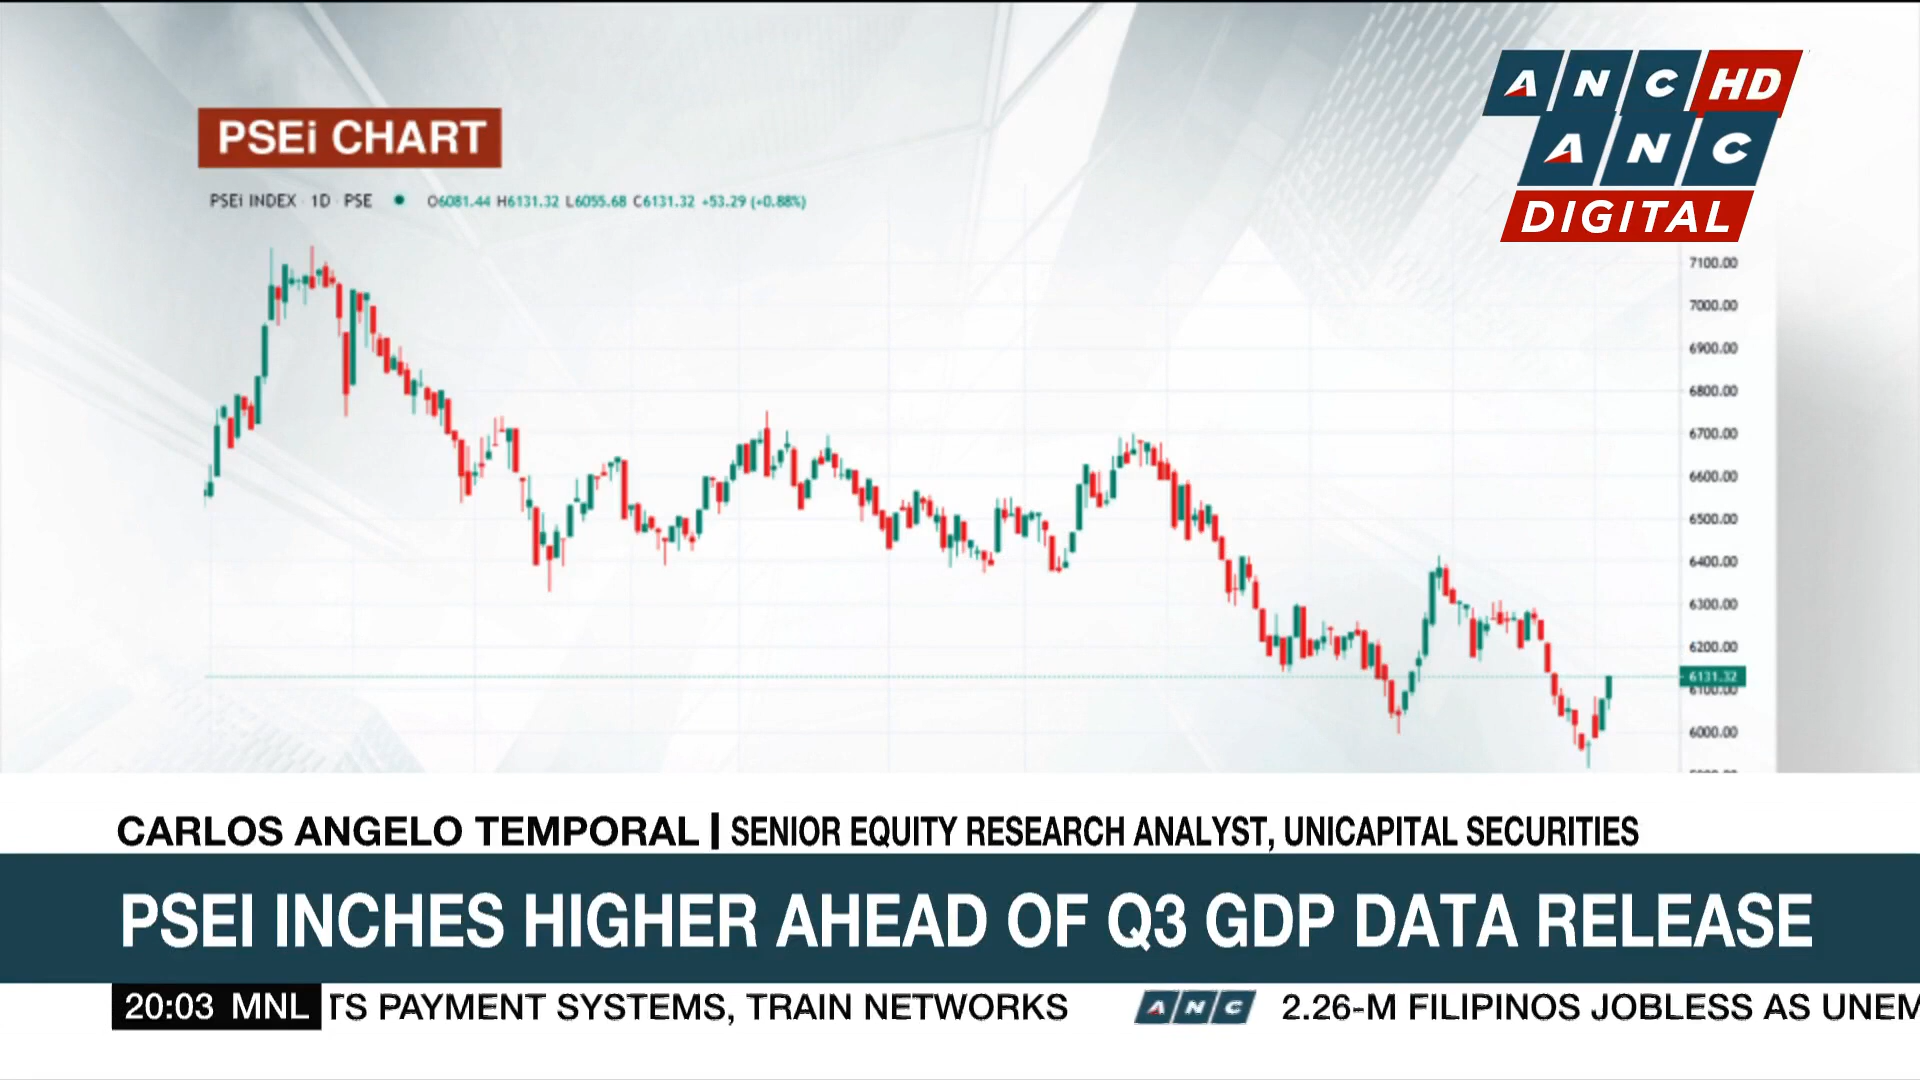 ANC HD
ANC
DIGITAL
PSEi CHART
PSEi INDEX · 1D · PSE O6081.44 H6131.32 L6055.68 C6131.32 +53.29 (+0.88%)
7100.00
7000.00
6900.00
6800.00
6700.00
6600.00
6500.00
6400.00
6300.00
6200.00
6131.32
6100.00
6000.00
CARLOS ANGELO TEMPORAL | SENIOR EQUITY RESEARCH ANALYST, UNICAPITAL SECURITIES
PSEI INCHES HIGHER AHEAD OF Q3 GDP DATA RELEASE
20:03 MNL TS PAYMENT SYSTEMS, TRAIN NETWORKS ANC 2.26-M FILIPINOS JOBLESS AS UNEM